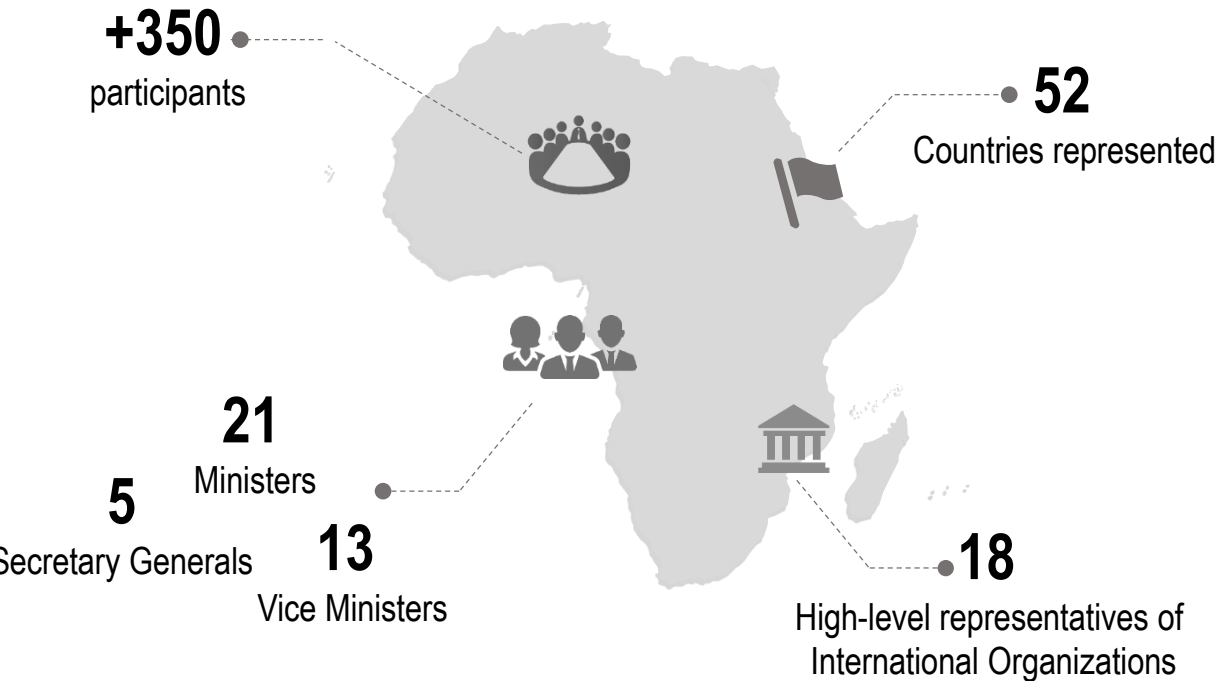 +350
participants
52
Countries represented
21
Ministers
5
Secretary Generals
13
Vice Ministers
18
High-level representatives of
International Organizations